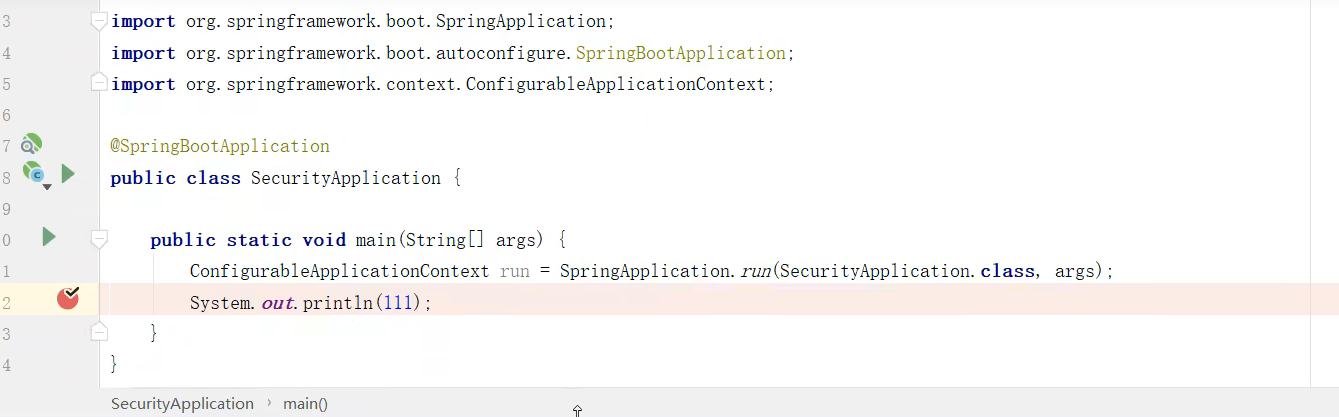 3 import org.springframework.boot.SpringApplication;
4 import org.springframework.boot.autoconfigure.SpringBootApplication;
5 import org.springframework.context.ConfigurableApplicationContext;
6
7 @SpringBootApplication
8 public class SecurityApplication {
9
0 public static void main(String[] args) {
1 ConfigurableApplicationContext run = SpringApplication.run(SecurityApplication.class, args);
2 System.out.println(111);
3 }
4 }
SecurityApplication › main()